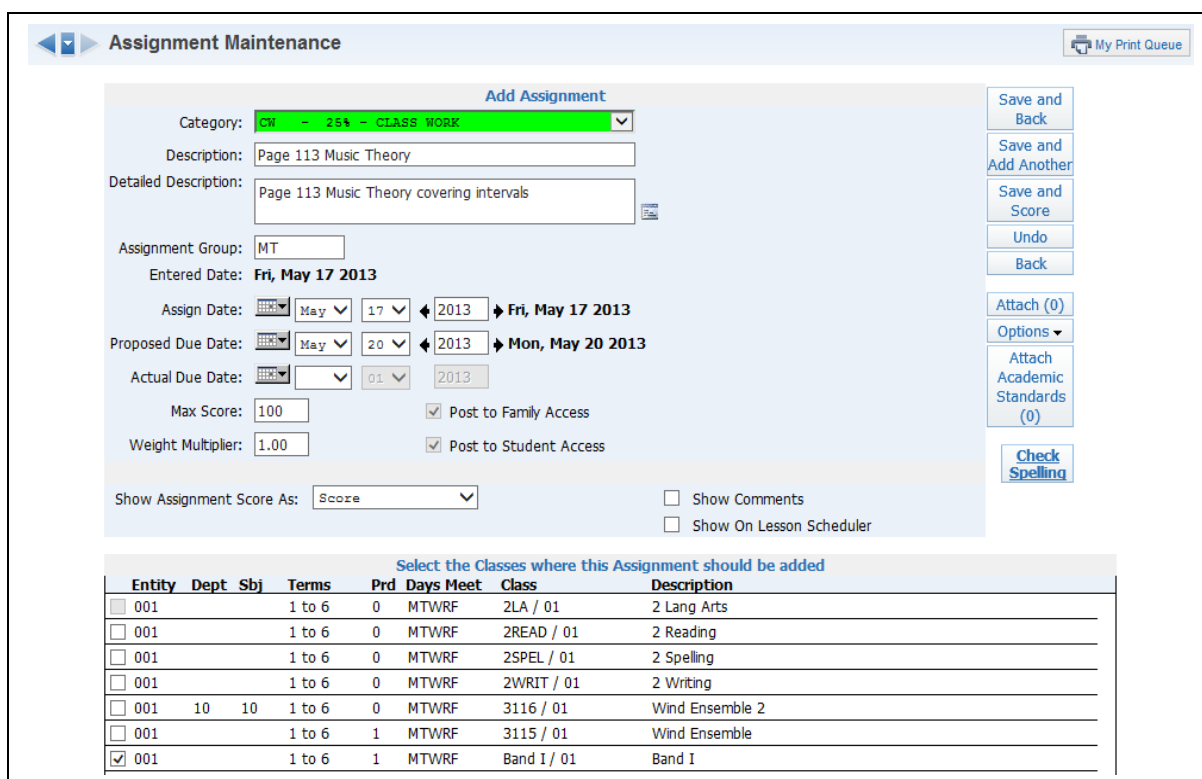 Assignment Maintenance
My Print Queue
Add Assignment
Category: CW - 25% - CLASS WORK
Description: Page 113 Music Theory
Detailed Description: Page 113 Music Theory covering intervals
Assignment Group: MT
Entered Date: Fri, May 17 2013
Assign Date: May 17 2013 Fri, May 17 2013
Proposed Due Date: May 20 2013 Mon, May 20 2013
Actual Due Date: 01 2013
Max Score: 100 Post to Family Access
Weight Multiplier: 1.00 Post to Student Access
Show Assignment Score As: Score Show Comments
Show On Lesson Scheduler
Save and
Back
Save and
Add Another
Save and
Score
Undo
Back
Attach (0)
Options
Attach
Academic
Standards
(0)
Check
Spelling
Select the Classes where this Assignment should be added
Entity Dept Sbj Terms Prd Days Meet Class Description
001 1 to 6 0 MTWRF 2LA / 01 2 Lang Arts
001 1 to 6 0 MTWRF 2READ / 01 2 Reading
001 1 to 6 0 MTWRF 2SPEL / 01 2 Spelling
001 1 to 6 0 MTWRF 2WRIT / 01 2 Writing
001 10 10 1 to 6 0 MTWRF 3116 / 01 Wind Ensemble 2
001 1 to 6 1 MTWRF 3115 / 01 Wind Ensemble
001 1 to 6 1 MTWRF Band I / 01 Band I